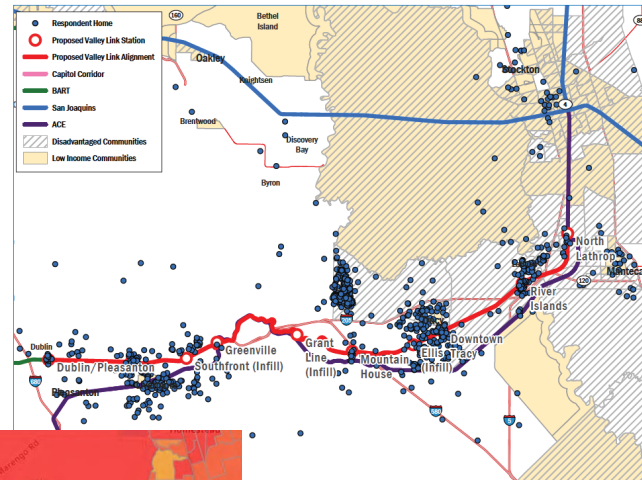 Respondent Home
Proposed Valley Link Station
Proposed Valley Link Alignment
Capitol Corridor
BART
San Joaquins
ACE
Disadvantaged Communities
Low Income Communities
160
Bethel
Island
Oakley
Knightsen
Brentwood
Discovery
Bay
Byron
Stockton
4
North
Lathrop
Manteca
120
River
Islands
Dublin
Dublin/Pleasanton
Greenville
Southfront (Infill)
Grant
Line
(Infill)
Mountain
House
Downtown
Tracy
Ellis
(Infill)
Pleasanton
680
580
5